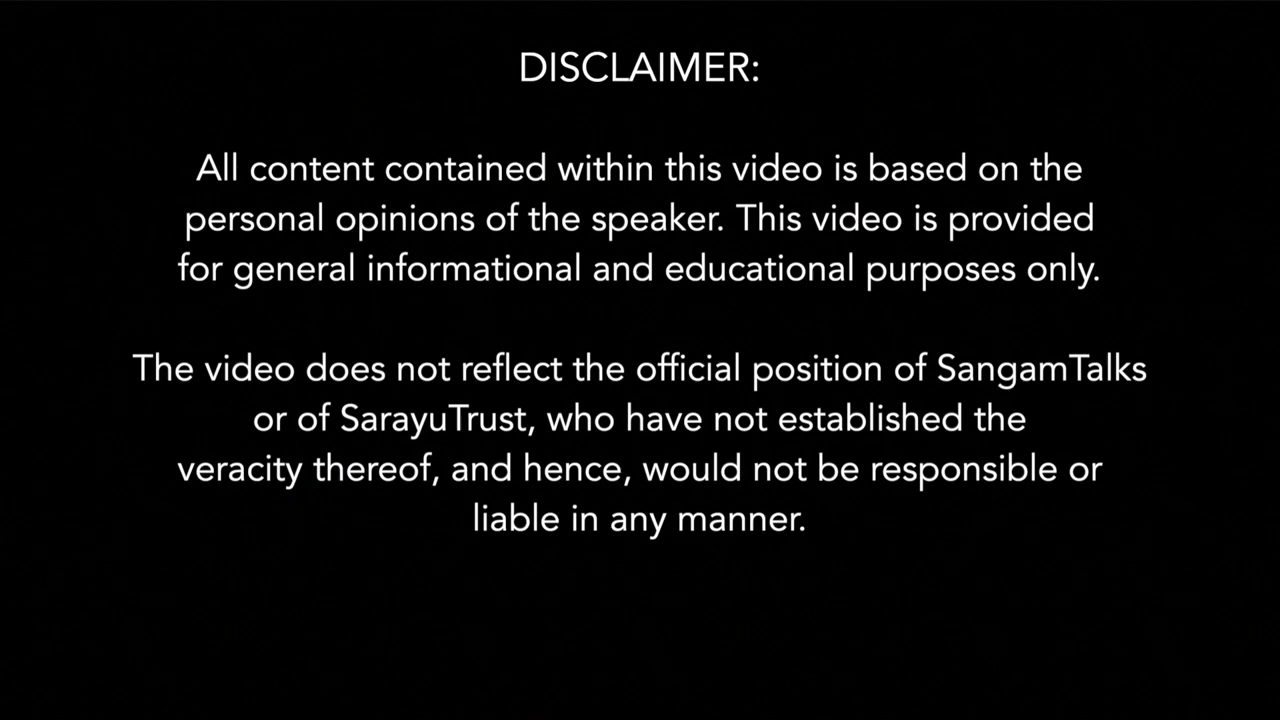 DISCLAIMER:
All content contained within this video is based on the
personal opinions of the speaker. This video is provided
for general informational and educational purposes only.
The video does not reflect the official position of SangamTalks
or of SarayuTrust, who have not established the
veracity thereof, and hence, would not be responsible or
liable in any manner.